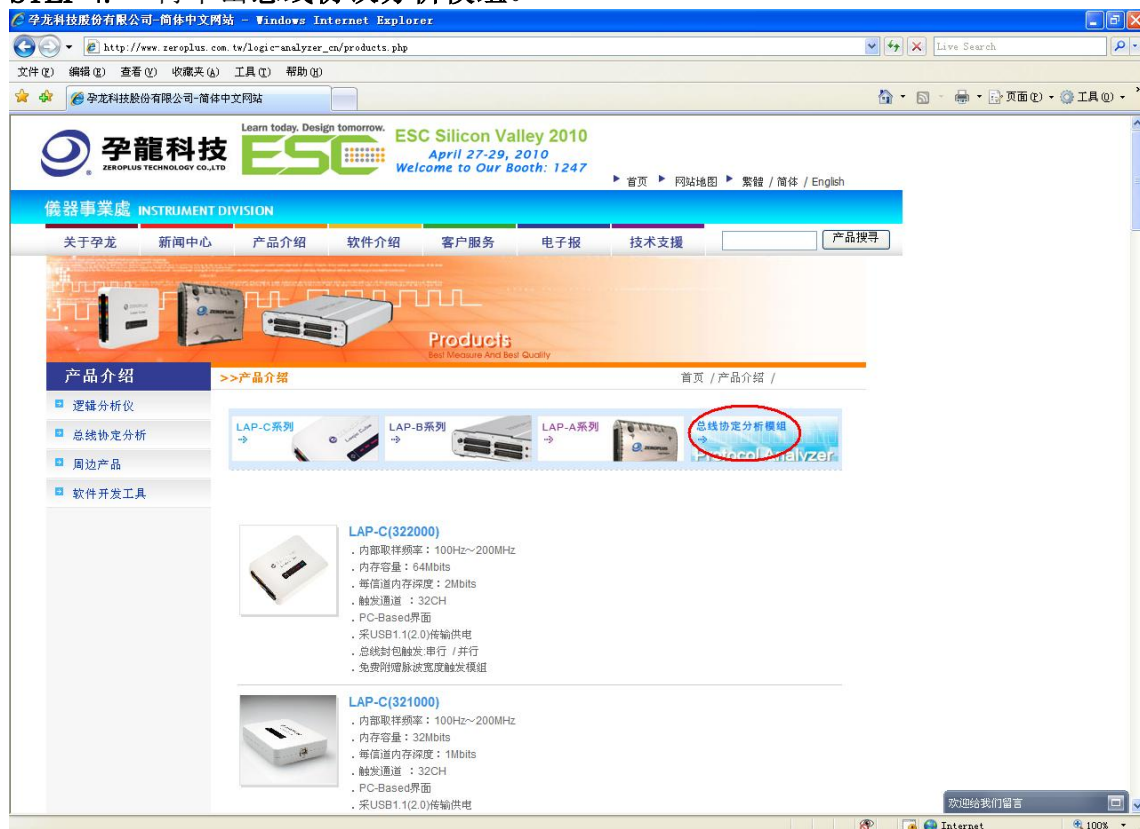 STEP 4. 再单击总线协议分析模组。
孕龙科技股份有限公司-简体中文网站 - Windows Internet Explorer
http://www.zeroplus.com.tw/logic-analyzer_cn/products.php
Live Search
文件(F) 编辑(E) 查看(V) 收藏夹(A) 工具(T) 帮助(H)
孕龙科技股份有限公司-简体中文网站
页面(P) 工具(O)
孕龍科技
ZEROPLUS TECHNOLOGY CO.,LTD
Learn today. Design tomorrow.
ESC
ESC Silicon Valley 2010
April 27-29, 2010
Welcome to Our Booth: 1247
首页 网站地图 繁體 / 简体 / English
儀器事業處 INSTRUMENT DIVISION
关于孕龙 新闻中心 产品介绍 软件介绍 客户服务 电子报 技术支援 产品搜寻
Products
Best Measure And Best Quality
产品介绍
>>产品介绍
首页 / 产品介绍 /
逻辑分析仪
总线协定分析
周边产品
软件开发工具
LAP-C系列
LAP-B系列
LAP-A系列
总线协定分析模组
Protocol Analyzer
LAP-C(322000)
. 内部取样频率：100Hz～200MHz
. 内存容量：64Mbits
. 每信道内存深度：2Mbits
. 触发通道 ：32CH
. PC-Based界面
. 采USB1.1(2.0)传输供电
. 总线封包触发:串行 / 并行
. 免费附赠脉波宽度触发模组
LAP-C(321000)
. 内部取样频率：100Hz～200MHz
. 内存容量：32Mbits
. 每信道内存深度：1Mbits
. 触发通道 ：32CH
. PC-Based界面
. 采USB1.1(2.0)传输供电
欢迎给我们留言
Internet
100%